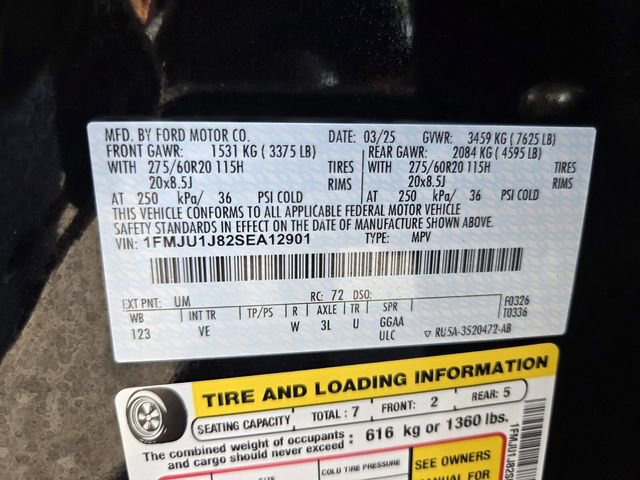 MFD. BY FORD MOTOR CO. DATE: 03/25 GVWR: 3459 KG (7625 LB)
FRONT GAWR: 1531 KG (3375 LB) REAR GAWR: 2084 KG (4595 LB)
WITH 275/60R20 115H TIRES WITH 275/60R20 115H TIRES
20x8.5J RIMS 20x8.5J RIMS
AT 250 kPa/ 36 PSI COLD AT 250 kPa/ 36 PSI COLD
THIS VEHICLE CONFORMS TO ALL APPLICABLE FEDERAL MOTOR VEHICLE
SAFETY STANDARDS IN EFFECT ON THE DATE OF MANUFACTURE SHOWN ABOVE.
VIN: 1FMJU1J82SEA12901 TYPE: MPV
EXT PNT: UM RC: 72 DSO: F0326
WB INT TR TP/PS R AXLE TR SPR T0336
123 VE W 3L U GGAA
ULC ▽ RU5A-3520472-AB
TIRE AND LOADING INFORMATION
SEATING CAPACITY TOTAL: 7 FRONT: 2 REAR: 5
The combined weight of occupants and cargo should never exceed: 616 kg or 1360 lbs.
COLD TIRE PRESSURE
SEE OWNERS
MANUAL FOR
1FMJU1J82S